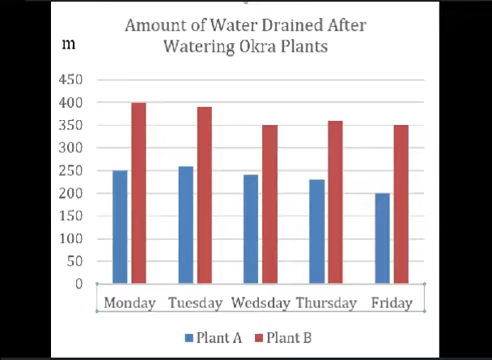 Amount of Water Drained After
Watering Okra Plants
m
450
400
350
300
250
200
150
100
50
0
Monday Tuesday Wedsday Thursday Friday
Plant A Plant B